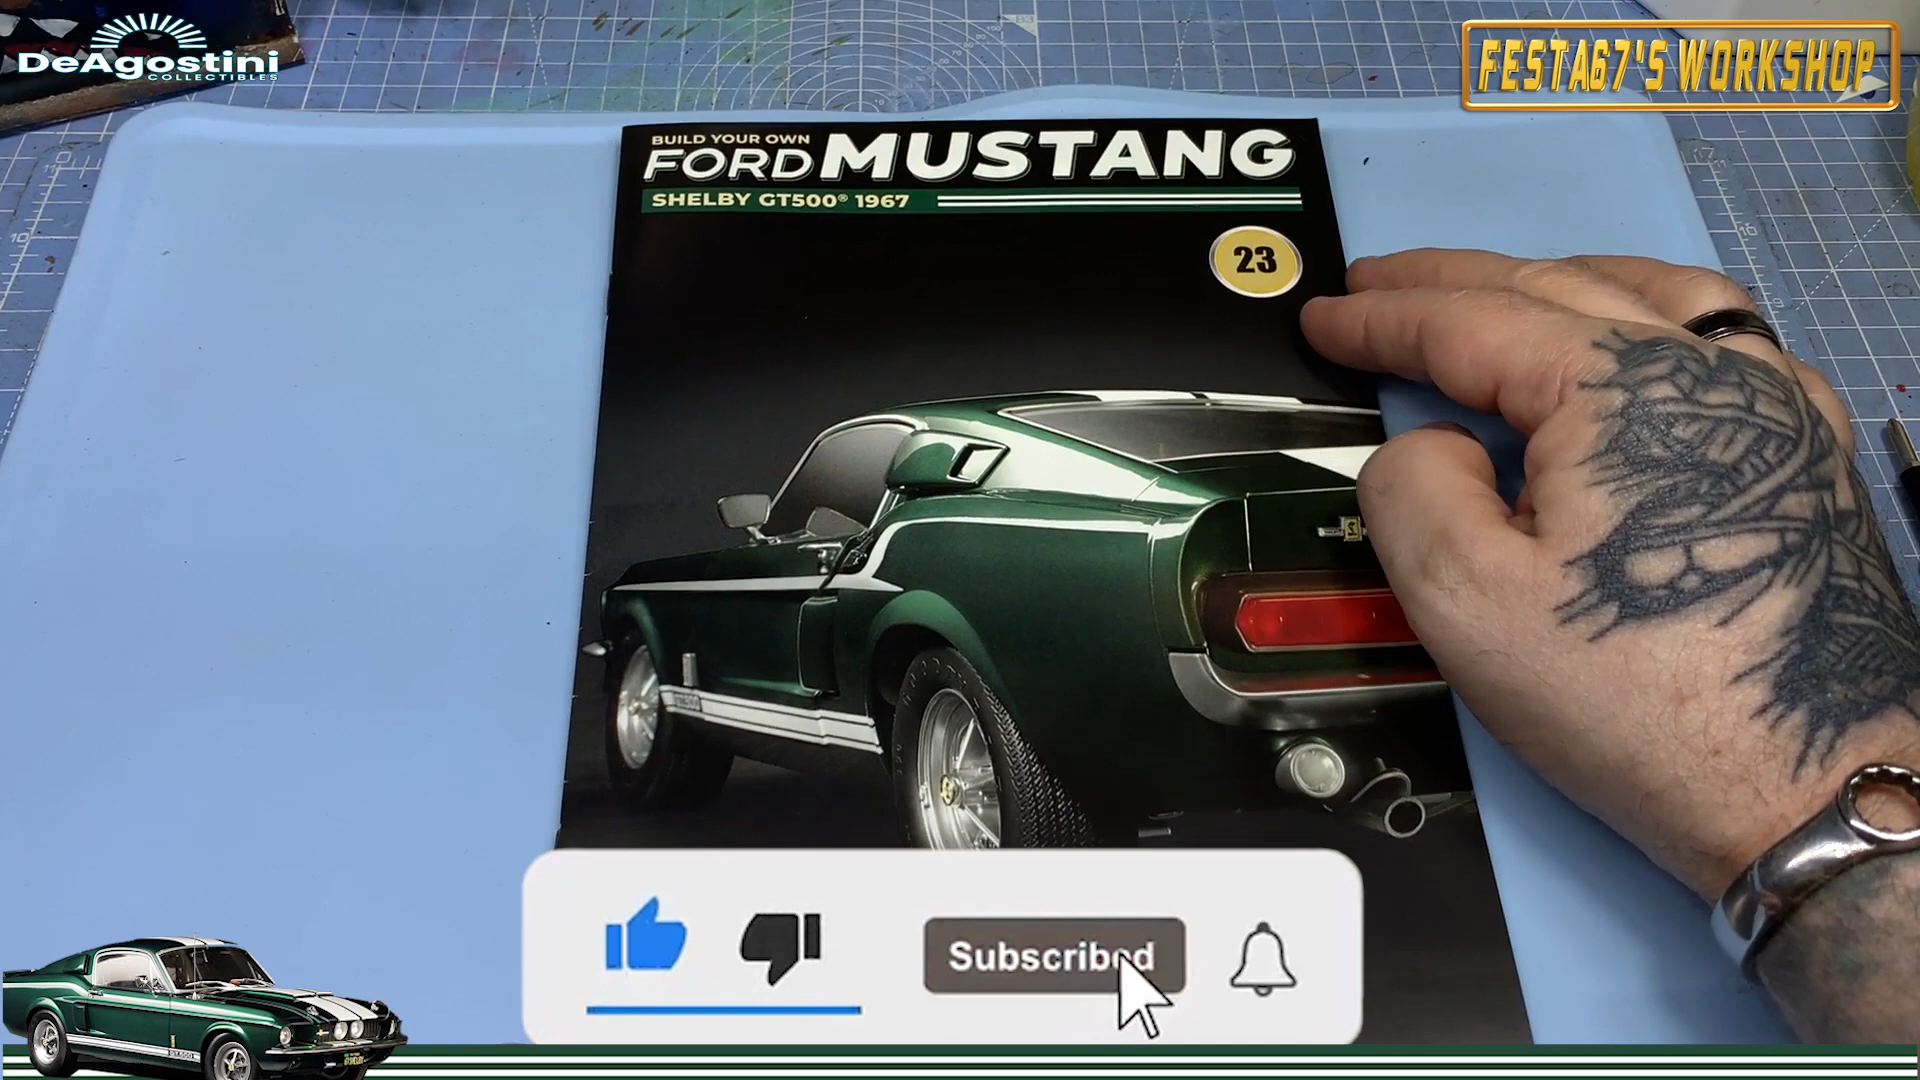 DeAgostini
COLLECTIBLES
FESTA67'S WORKSHOP
BUILD YOUR OWN
FORD MUSTANG
SHELBY GT500® 1967
23
Subscribed